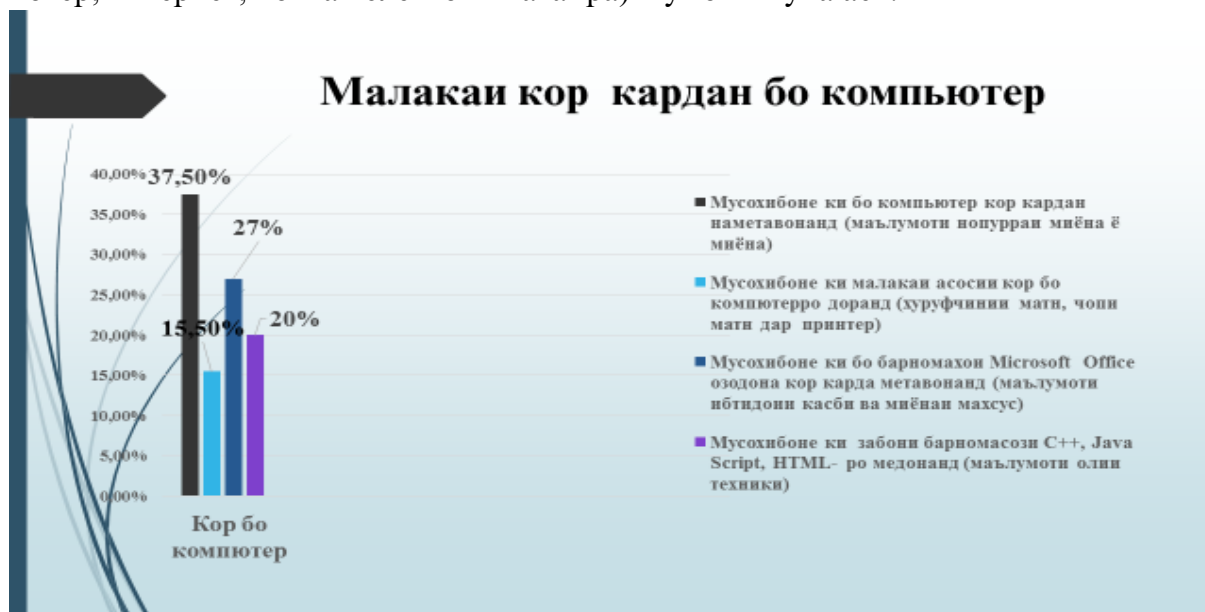 Малакаи кор кардан бо компьютер
40,00%
37,50%
35,00%
27%
30,00%
25,00%
20,00%
15,50%
20%
15,00%
10,00%
5,00%
0,00%
Кор бо
компютер
Мусохибоне ки бо компьютер кор кардан
наметавонанд (маълумоти нопурраи миёна ё
миёна)
Мусохибоне ки малакаи асосии кор бо
компютерро доранд (хуруфчинии матн, чопи
матн дар принтер)
Мусохибоне ки бо барномахои Microsoft Office
озодона кор карда метавонанд (маълумоти
ибтидоии касби ва миёнаи махсус)
Мусохибоне ки забони барномасози C++, Java
Script, HTML- ро медонанд (маълумоти олии
техники)